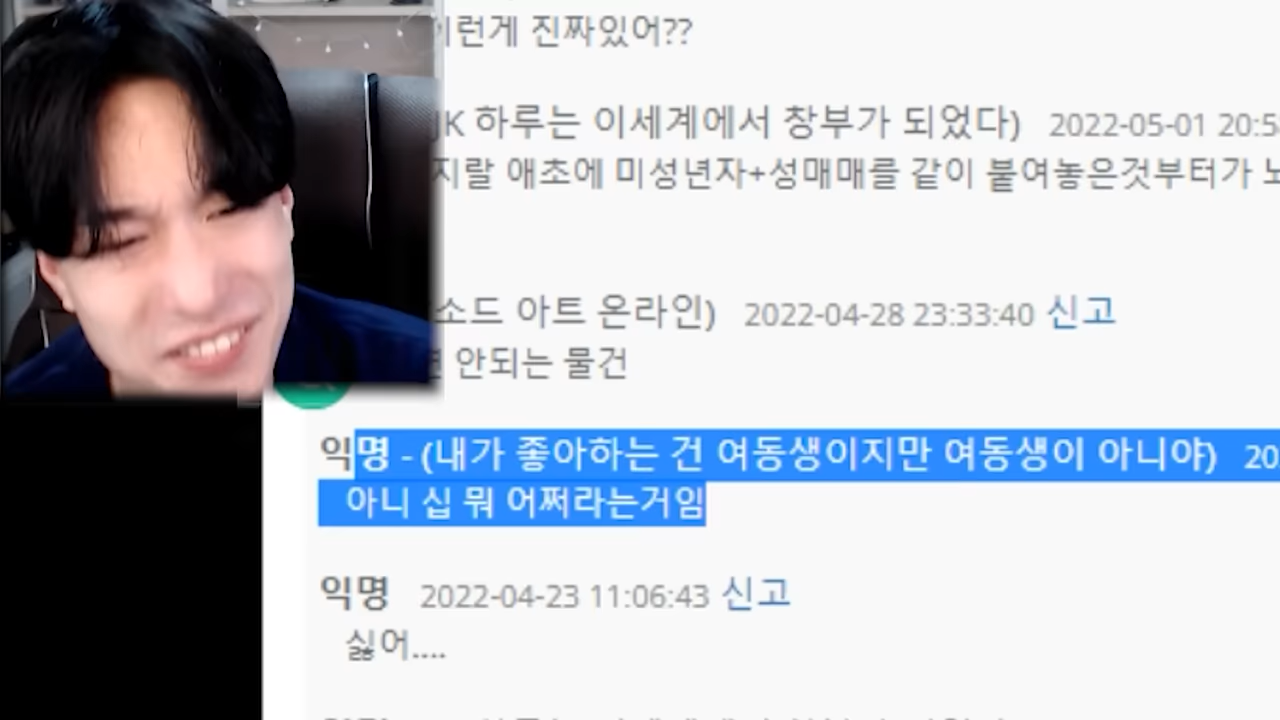 이런게 진짜있어??
JK 하루는 이세계에서 창부가 되었다) 2022-05-01 20:5
지랄 애초에 미성년자+성매매를 같이 붙여놓은것부터가
소드 아트 온라인) 2022-04-28 23:33:40 신고
안되는 물건
익명 - (내가 좋아하는 건 여동생이지만 여동생이 아니야) 20
아니 십 뭐 어쩌라는거임
익명 2022-04-23 11:06:43 신고
싫어....